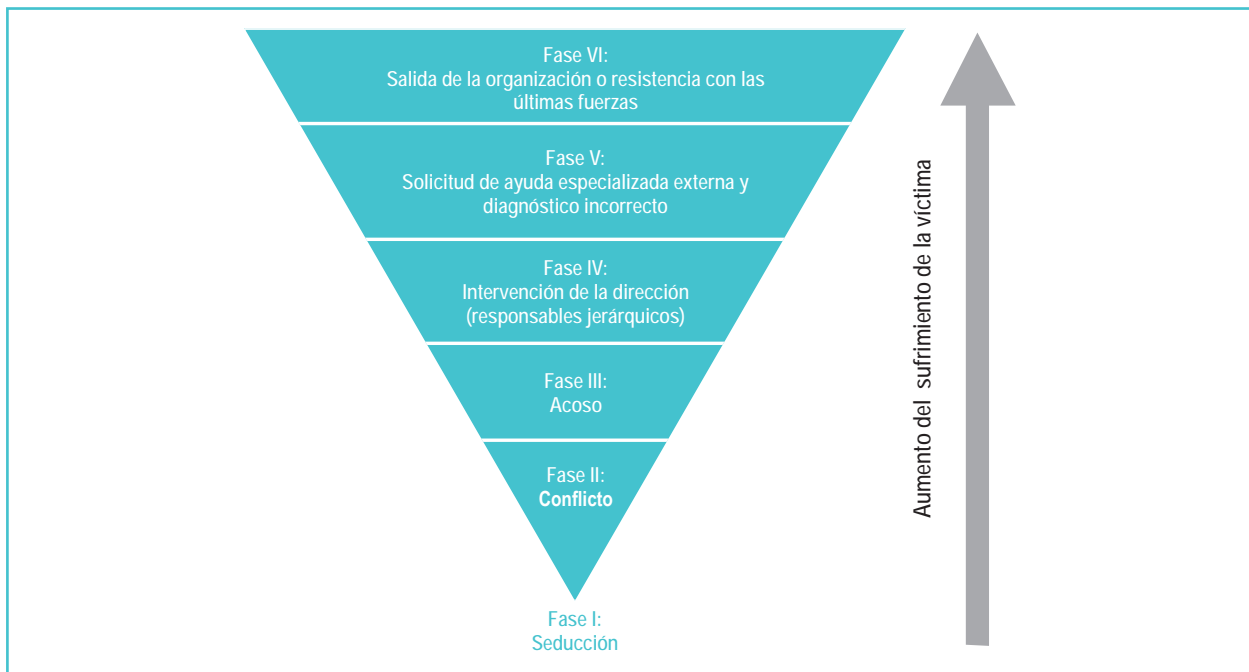 Fase VI:
Salida de la organización o resistencia con las
últimas fuerzas
Fase V:
Solicitud de ayuda especializada externa y
diagnóstico incorrecto
Fase IV:
Intervención de la dirección
(responsables jerárquicos)
Fase III:
Acoso
Fase II:
Conflicto
Fase I:
Seducción
Aumento del sufrimiento de la víctima